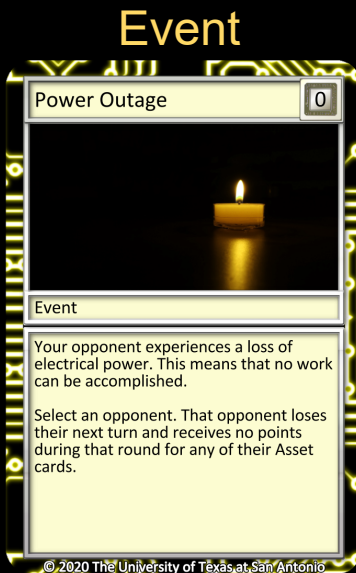 Event
Power Outage
0
Event
Your opponent experiences a loss of
electrical power. This means that no work
can be accomplished.
Select an opponent. That opponent loses
their next turn and receives no points
during that round for any of their Asset
cards.
© 2020 The University of Texas at San Antonio